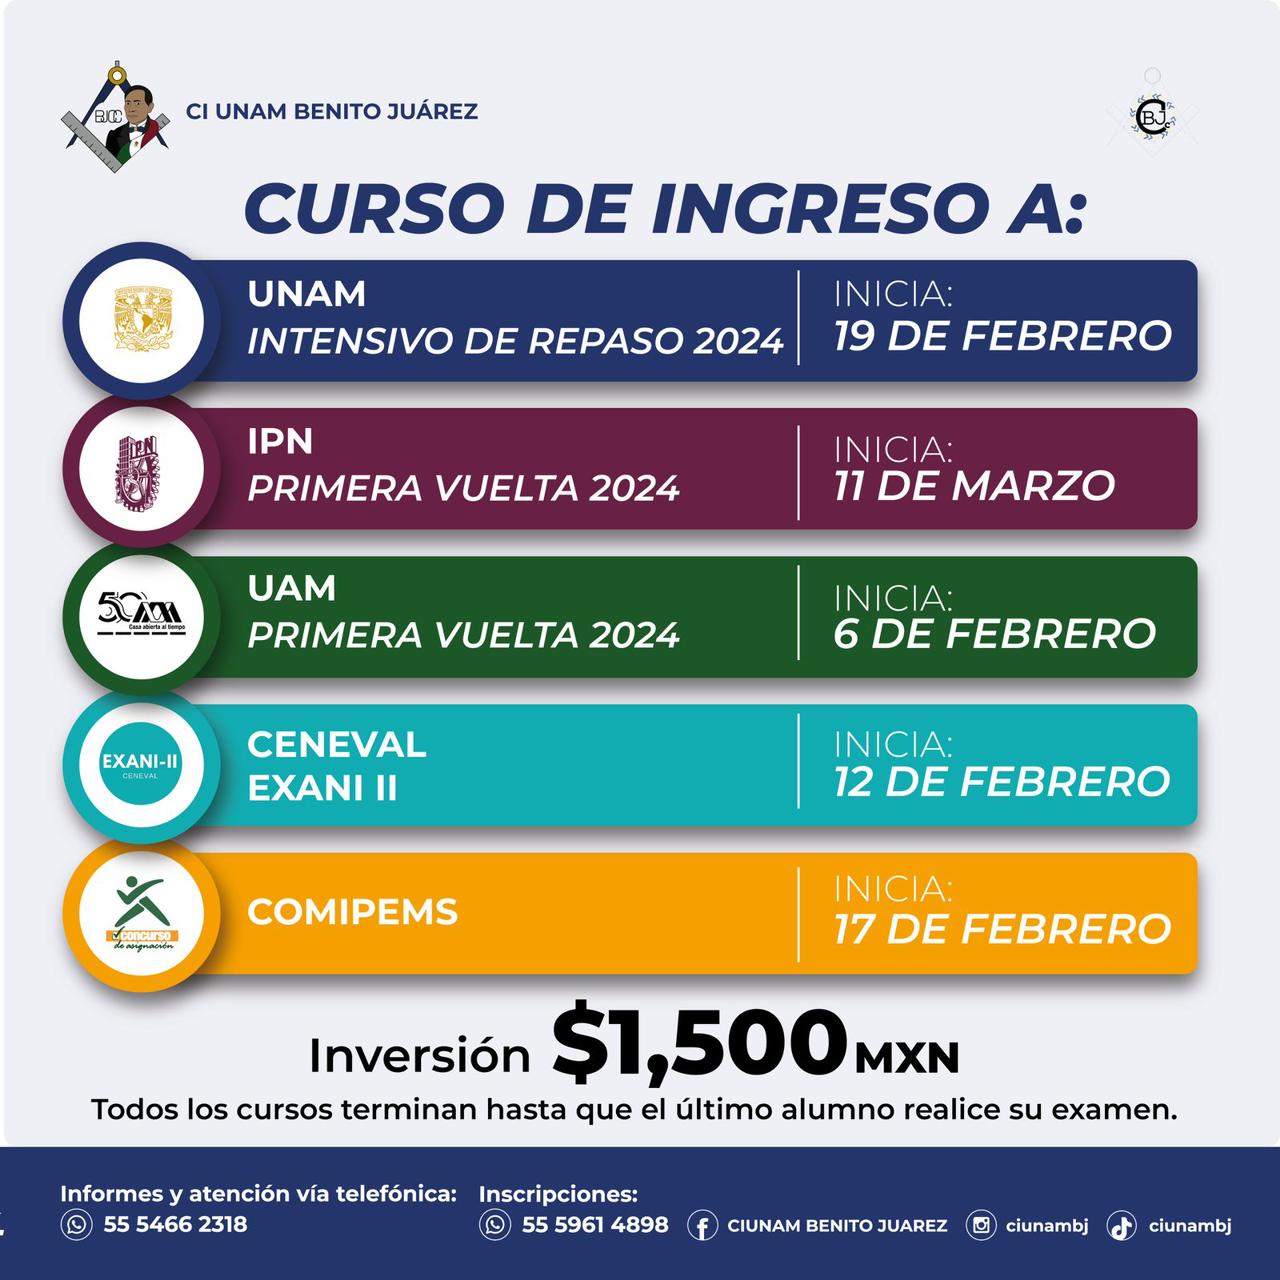 BJCC
CI UNAM BENITO JUÁREZ
CBJc
CURSO DE INGRESO A:
UNAM
INTENSIVO DE REPASO 2024
INICIA:
19 DE FEBRERO
IPN
IPN
PRIMERA VUELTA 2024
INICIA:
11 DE MARZO
50
Casa abierta al tiempo
UAM
PRIMERA VUELTA 2024
INICIA:
6 DE FEBRERO
EXANI-II
CENEVAL
CENEVAL
EXANI II
INICIA:
12 DE FEBRERO
concurso
de asignación
COMIPEMS
INICIA:
17 DE FEBRERO
Inversión $1,500 MXN
Todos los cursos terminan hasta que el último alumno realice su examen.
Informes y atención vía telefónica:
55 5466 2318
Inscripciones:
55 5961 4898
CIUNAM BENITO JUAREZ
ciunambj
ciunambj